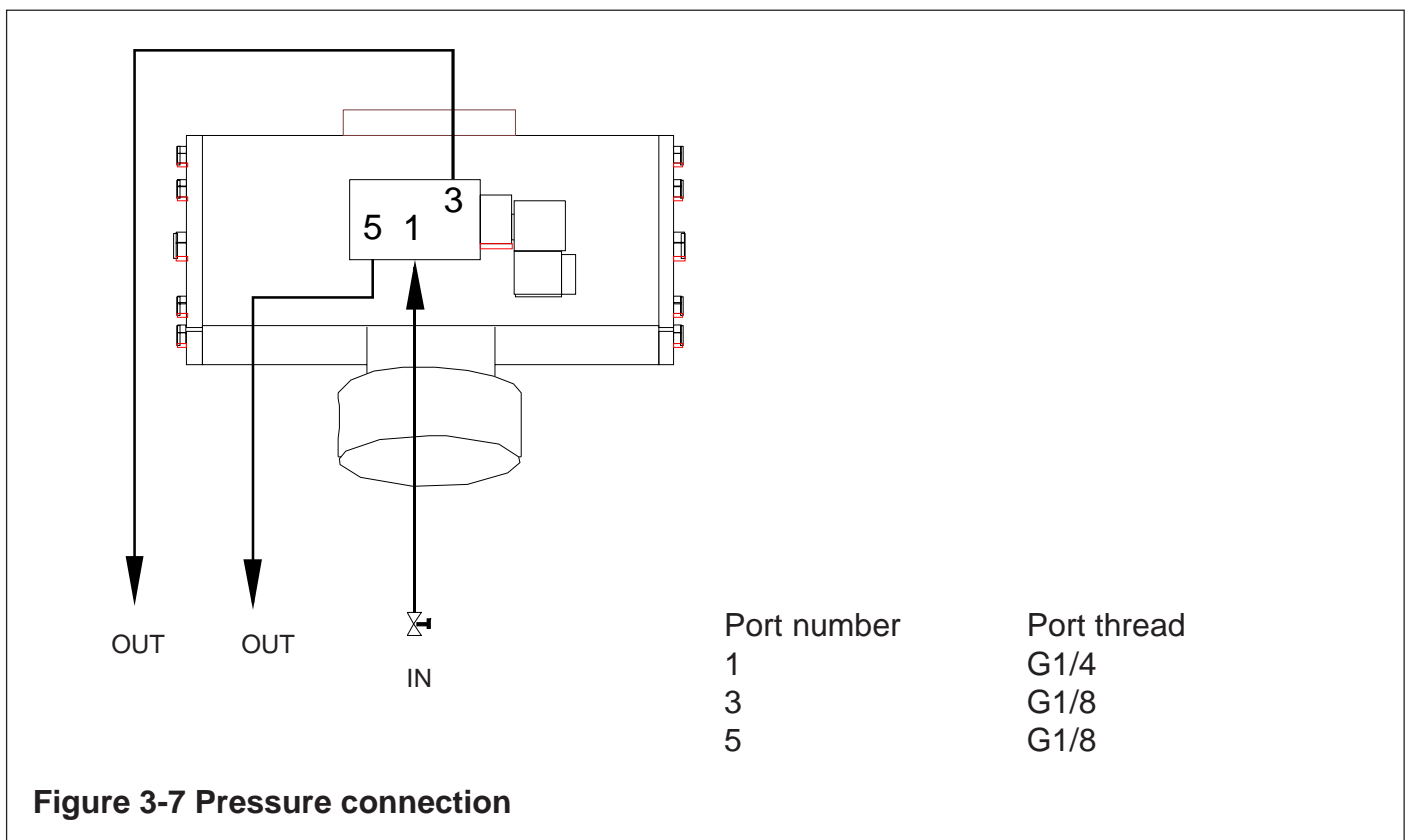 3
5 1
OUT
OUT
IN
Port number Port thread
1 G1/4
3 G1/8
5 G1/8
Figure 3-7 Pressure connection